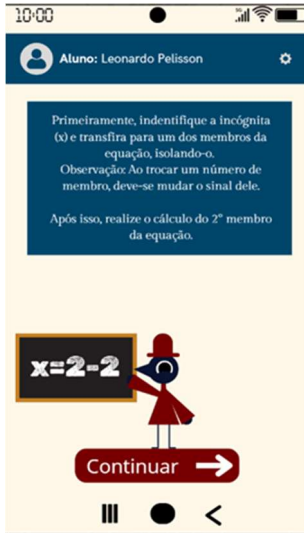 10:00
Aluno: Leonardo Pelisson
Primeiramente, indentifique a incógnita
(x) e transfira para um dos membros da
equação, isolando-o.
Observação: Ao trocar um número de
membro, deve-se mudar o sinal dele.
Após isso, realize o cálculo do 2º membro
da equação.
x=2-2
Continuar